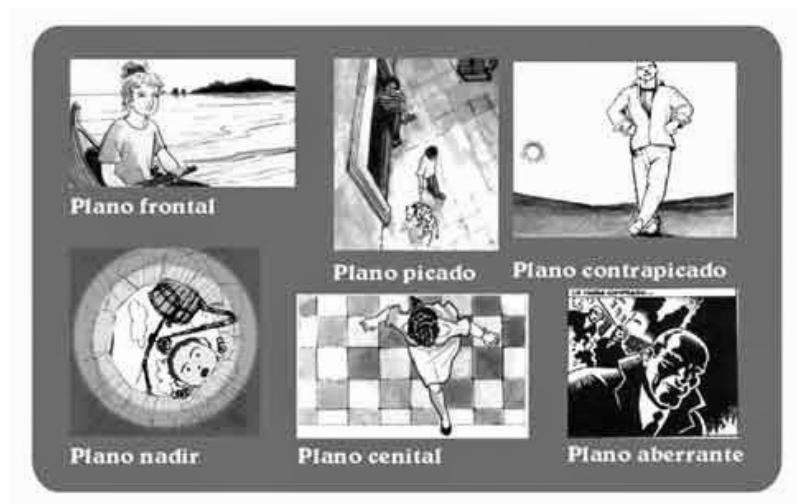 Plano frontal
Plano picado
Plano contrapicado
Plano nadir
Plano cenital
Plano aberrante